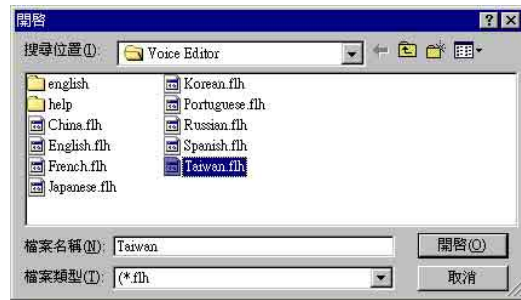 開啓
搜尋位置(I): Voice Editor
english
help
China.flh
English.flh
French.flh
Japanese.flh
Korean.flh
Portuguese.flh
Russian.flh
Spanish.flh
Taiwan.flh
檔案名稱(N): Taiwan 開啓(O)
檔案類型(T): (*.flh 取消